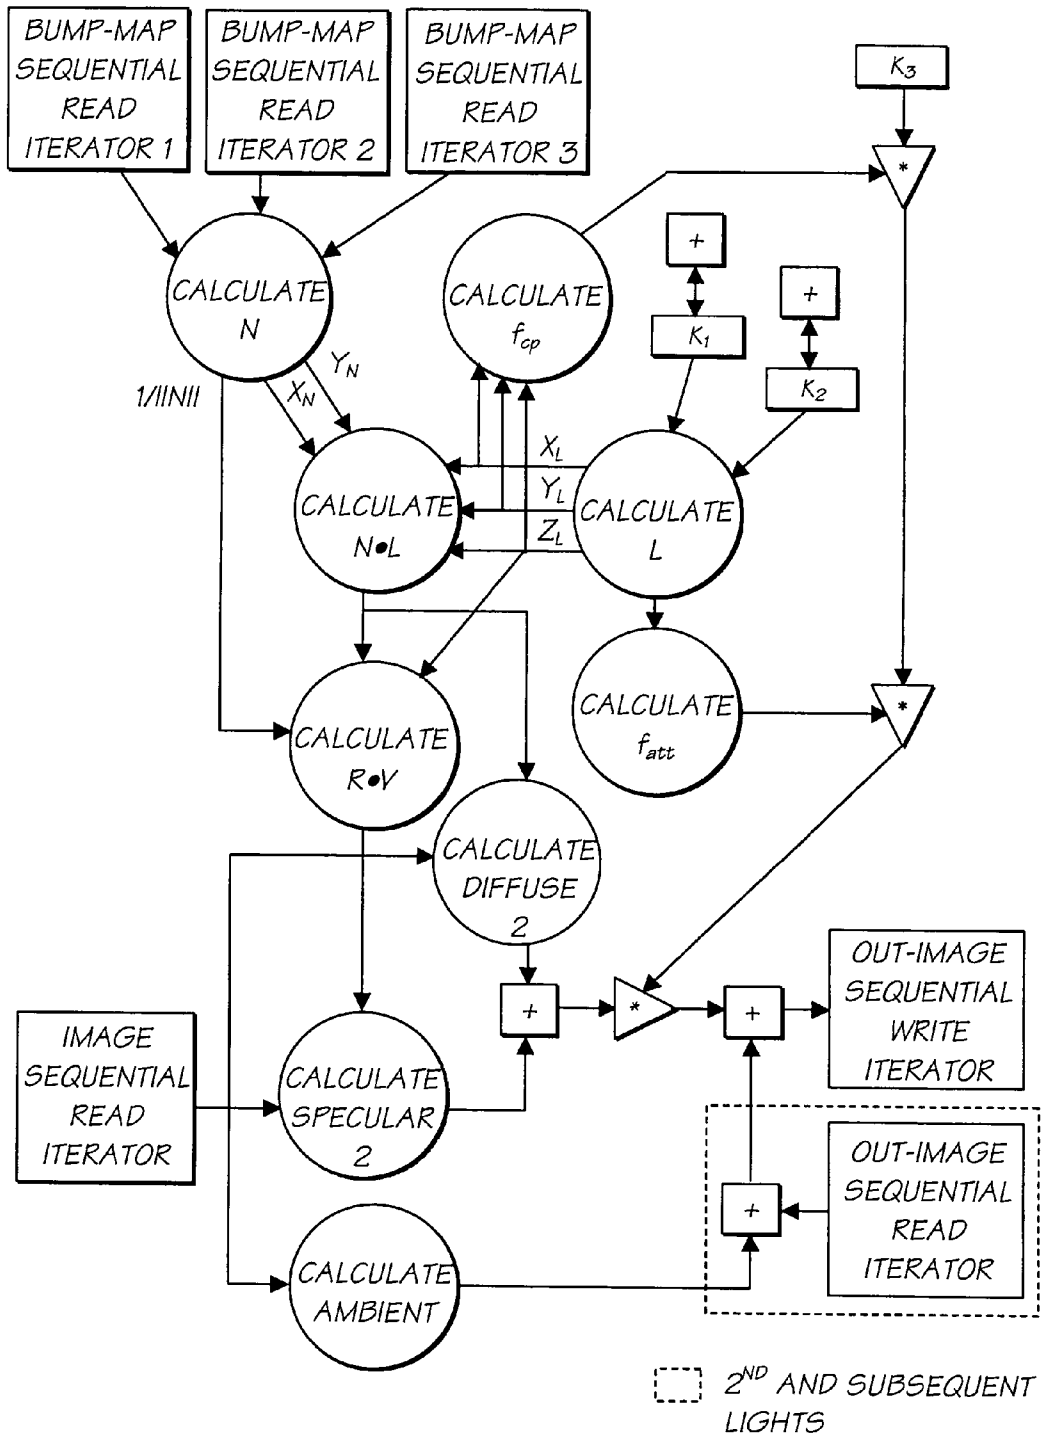 BUMP-MAP
SEQUENTIAL
READ
ITERATOR 1
BUMP-MAP
SEQUENTIAL
READ
ITERATOR 2
BUMP-MAP
SEQUENTIAL
READ
ITERATOR 3
K3
*
CALCULATE
N
CALCULATE
fcp
+
K1
+
K2
1/||N||
XN
YN
CALCULATE
N•L
XL
YL
ZL
CALCULATE
L
CALCULATE
fatt
*
CALCULATE
R•V
CALCULATE
DIFFUSE
2
IMAGE
SEQUENTIAL
READ
ITERATOR
CALCULATE
SPECULAR
2
+
*
+
OUT-IMAGE
SEQUENTIAL
WRITE
ITERATOR
CALCULATE
AMBIENT
+
OUT-IMAGE
SEQUENTIAL
READ
ITERATOR
2ND AND SUBSEQUENT
LIGHTS